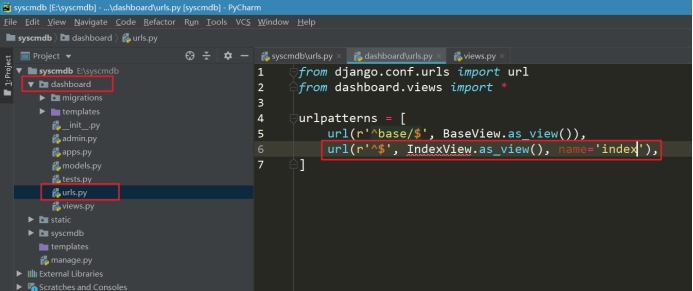 syscmdb [E:\syscmdb] - ...\dashboard\urls.py [syscmdb] - PyCharm
File Edit View Navigate Code Refactor Run Tools VCS Window Help
syscmdb dashboard urls.py
Project
syscmdb\urls.py dashboard\urls.py views.py
1: Project
syscmdb E:\syscmdb
dashboard
migrations
templates
__init__.py
admin.py
apps.py
models.py
tests.py
urls.py
views.py
static
syscmdb
templates
manage.py
External Libraries
Scratches and Consoles
1 from django.conf.urls import url
2 from dashboard.views import *
3
4 urlpatterns = [
5 url(r'^base/$', BaseView.as_view()),
6 url(r'^$', IndexView.as_view(), name='index'),
7 ]